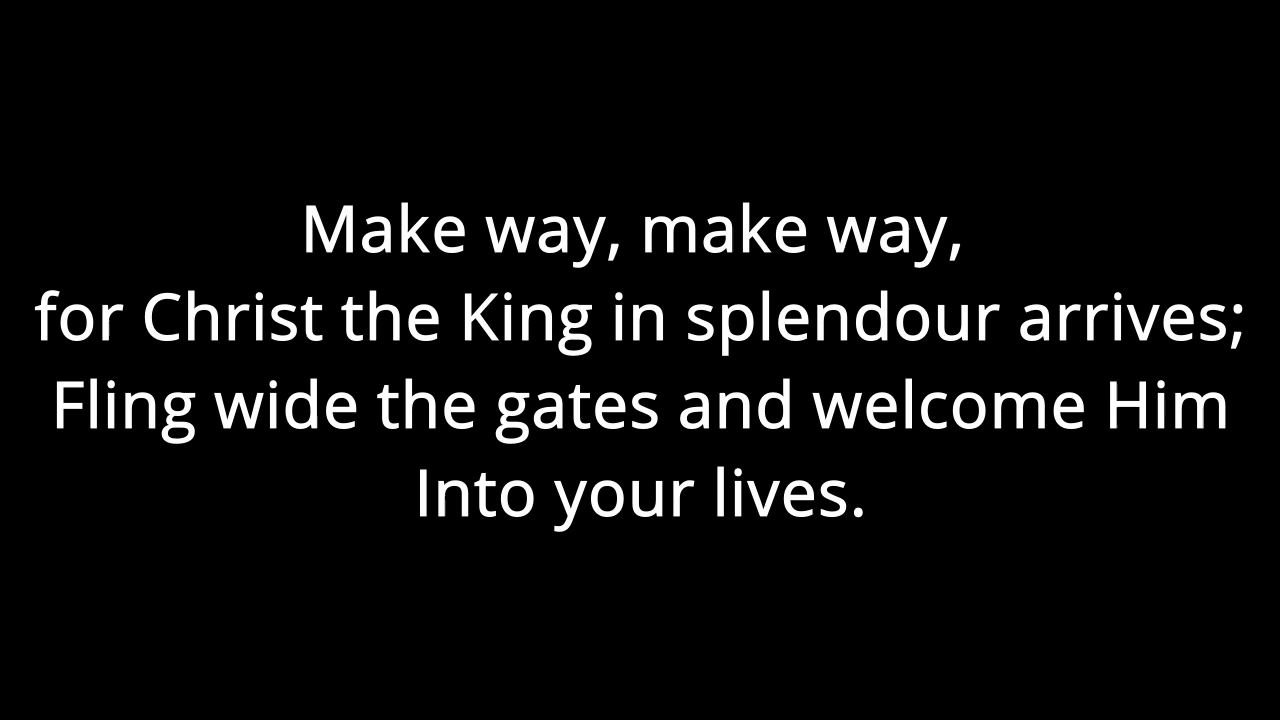 Make way, make way,
for Christ the King in splendour arrives;
Fling wide the gates and welcome Him
Into your lives.